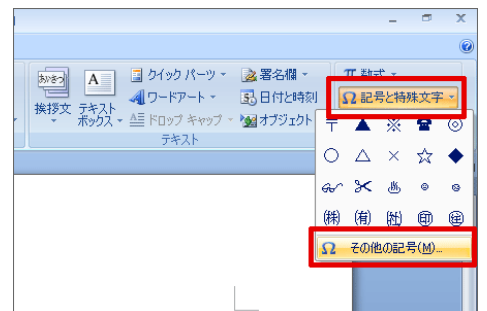 あいさつ
挨拶文
A
テキスト
ボックス
クイック パーツ
ワードアート
ドロップ キャップ
署名欄
日付と時刻
オブジェクト
テキスト
π 数式
Ω 記号と特殊文字
〒 ▲ ※ ☎ ◎
○ △ × ☆ ◆
㈱ ㈲ ㈳ ㊞ ㊎
Ω その他の記号(M)...